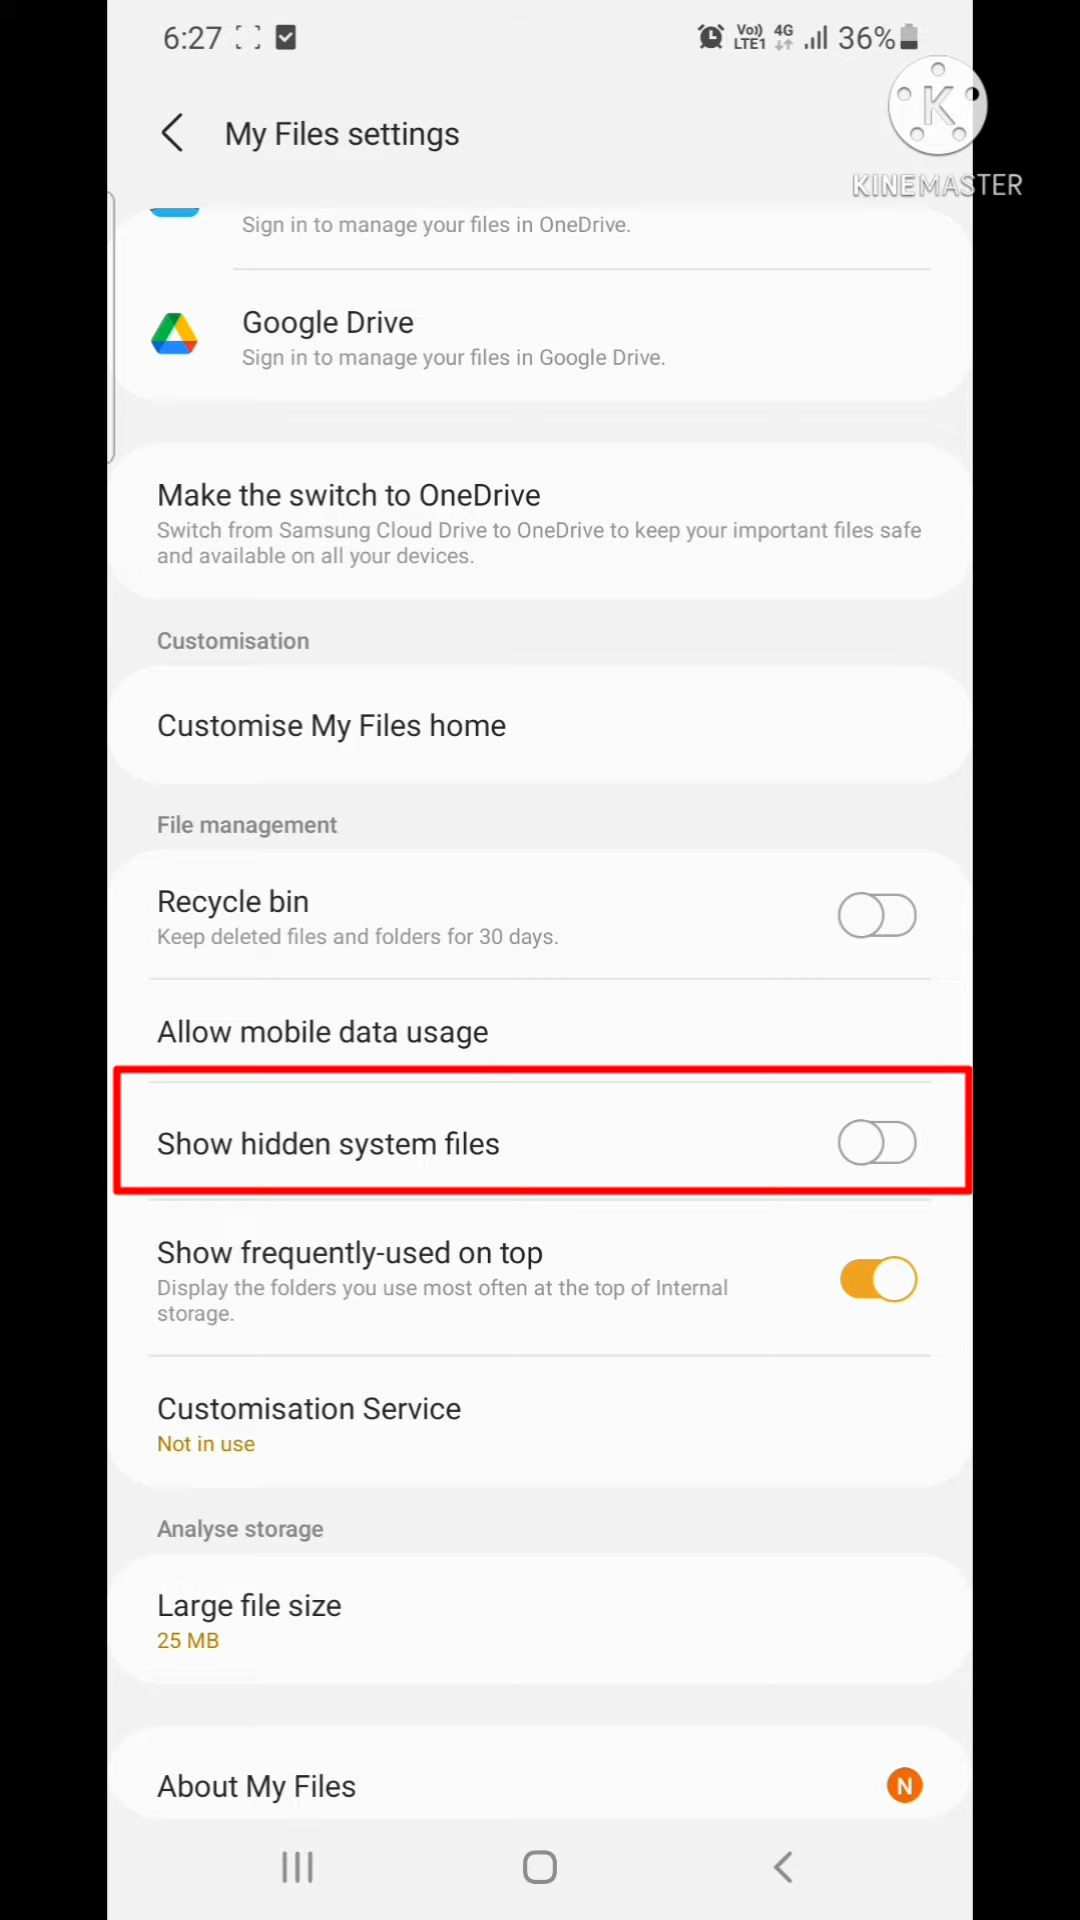 6:27
Vo)) 4G
LTE1
36%
My Files settings
K
KINEMASTER
Sign in to manage your files in OneDrive.
Google Drive
Sign in to manage your files in Google Drive.
Make the switch to OneDrive
Switch from Samsung Cloud Drive to OneDrive to keep your important files safe
and available on all your devices.
Customisation
Customise My Files home
File management
Recycle bin
Keep deleted files and folders for 30 days.
Allow mobile data usage
Show hidden system files
Show frequently-used on top
Display the folders you use most often at the top of Internal
storage.
Customisation Service
Not in use
Analyse storage
Large file size
25 MB
About My Files
N